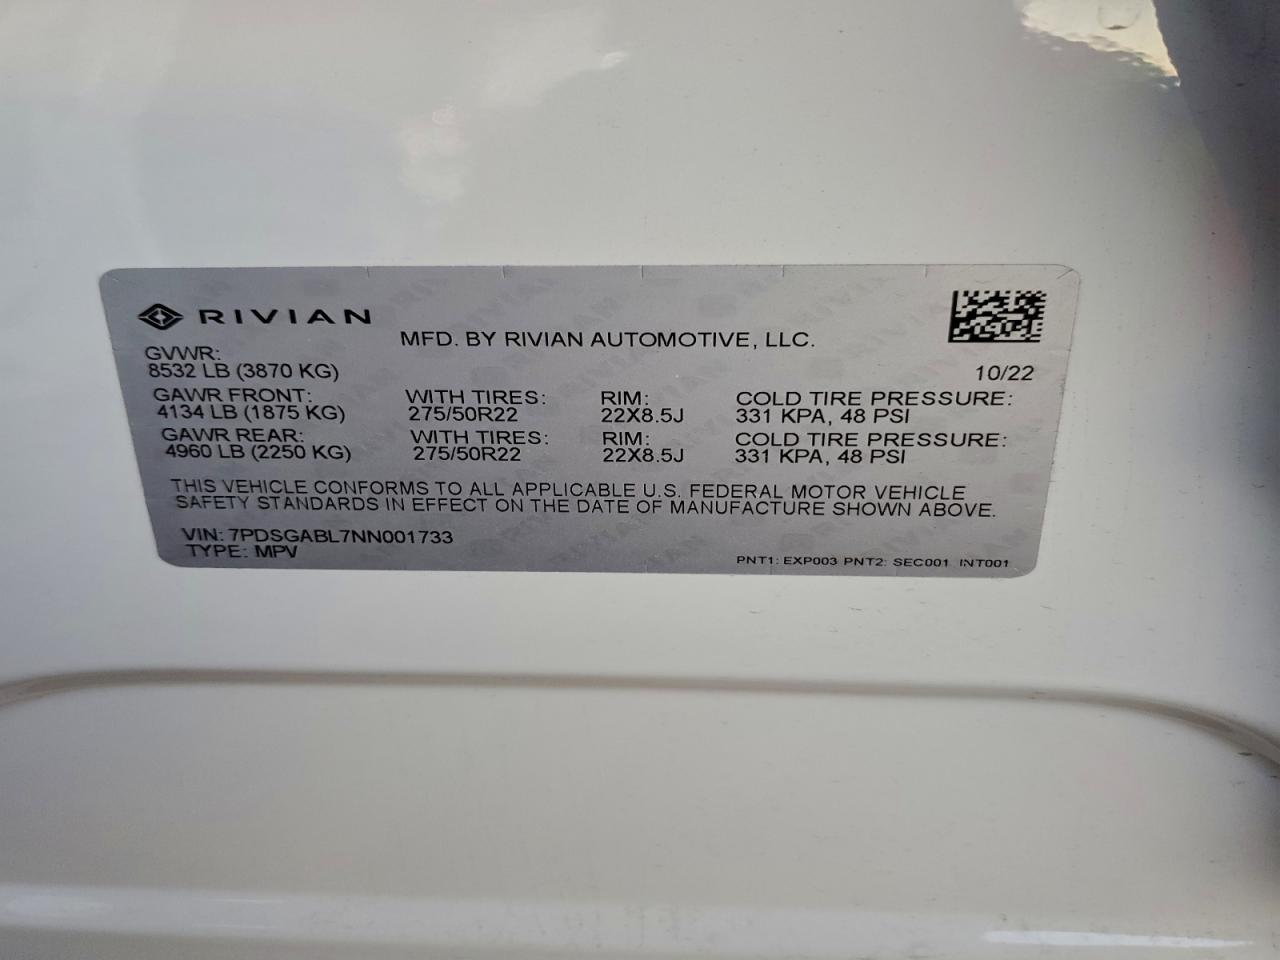 RIVIAN
MFD. BY RIVIAN AUTOMOTIVE, LLC.
GVWR:
8532 LB (3870 KG)
10/22
GAWR FRONT: WITH TIRES: RIM: COLD TIRE PRESSURE:
4134 LB (1875 KG) 275/50R22 22X8.5J 331 KPA, 48 PSI
GAWR REAR: WITH TIRES: RIM: COLD TIRE PRESSURE:
4960 LB (2250 KG) 275/50R22 22X8.5J 331 KPA, 48 PSI
THIS VEHICLE CONFORMS TO ALL APPLICABLE U.S. FEDERAL MOTOR VEHICLE
SAFETY STANDARDS IN EFFECT ON THE DATE OF MANUFACTURE SHOWN ABOVE.
VIN: 7PDSGABL7NN001733
TYPE: MPV
PNT1: EXP003 PNT2: SEC001 INT001